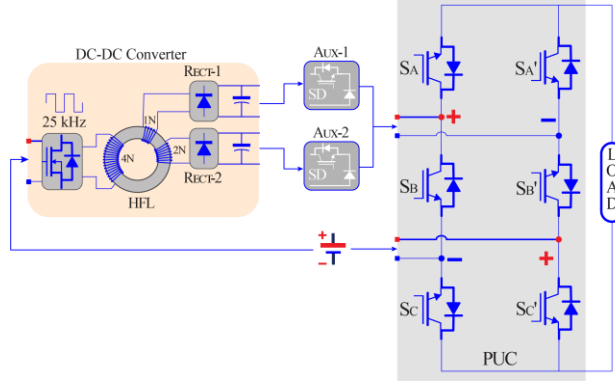 DC-DC Converter
25 kHz
4N
1N
2N
HFL
RECT-1
RECT-2
AUX-1
SD
AUX-2
SD
+
−
SA
SA'
+
−
SB
SB'
−
+
SC
SC'
PUC
LOAD